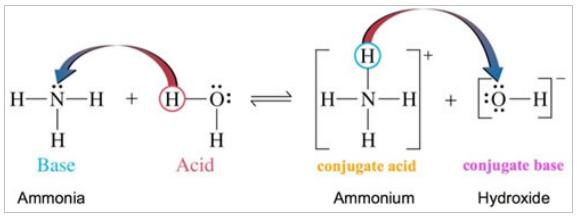 H
+
H—N̈—H + H—Ö: ⇌ H—N—H + :Ö—H −
H H H
Base Acid conjugate acid conjugate base
Ammonia Ammonium Hydroxide